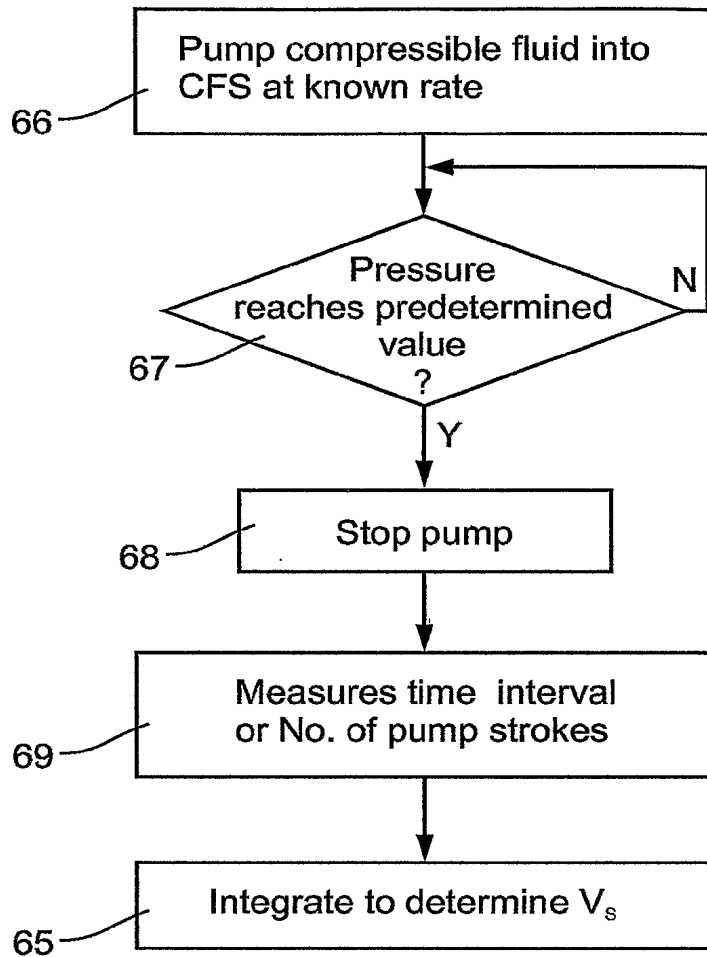 Pump compressible fluid into
CFS at known rate
66
Pressure
reaches predetermined
value
?
N
67
Y
Stop pump
68
Measures time interval
or No. of pump strokes
69
Integrate to determine Vₛ
65